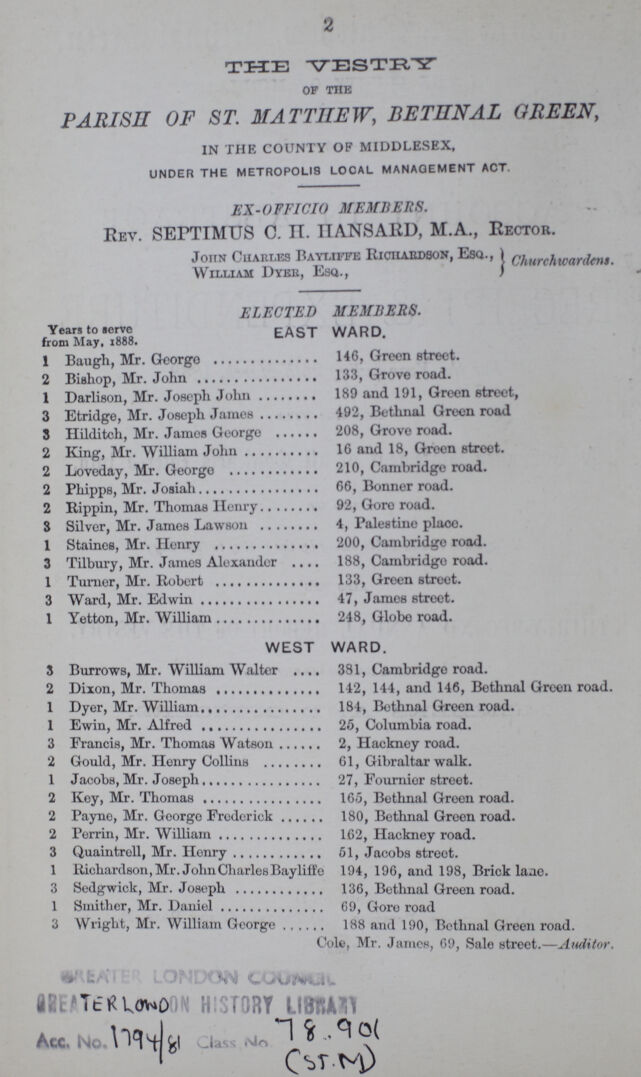 2
THE VESTRY
OF THE
PARISH OF ST. MATTHEW, BETHNAL GREEN,
IN THE COUNTY OF MIDDLESEX,
UNDER THE METROPOLIS LOCAL MANAGEMENT ACT.
EX-OFFICIO MEMBERS.
REV. SEPTIMUS C. H. HANSARD, M.A., RECTOR.
JOHN CHARLES BAYLIFFE RICHARDSON, ESQ., } Churchwardens.
WILLIAM DYER, ESQ.,
ELECTED MEMBERS.
Years to serve
from May, 1888.
EAST WARD.
1 Baugh, Mr. George .............. 146, Green street.
2 Bishop, Mr. John ................ 133, Grove road.
1 Darlison, Mr. Joseph John ........ 189 and 191, Green street,
3 Etridge, Mr. Joseph James ........ 492, Bethnal Green road
3 Hilditch, Mr. James George ...... 208, Grove road.
2 King, Mr. William John .......... 16 and 18, Green street.
2 Loveday, Mr. George ............ 210, Cambridge road.
2 Phipps, Mr. Josiah................ 66, Bonner road.
2 Rippin, Mr. Thomas Henry........ 92, Gore road.
3 Silver, Mr. James Lawson ........ 4, Palestine place.
1 Staines, Mr. Henry .............. 200, Cambridge road.
3 Tilbury, Mr. James Alexander .... 188, Cambridge road.
1 Turner, Mr. Robert .............. 133, Green street.
3 Ward, Mr. Edwin ................ 47, James street.
1 Yetton, Mr. William.............. 248, Globe road.
WEST WARD.
3 Burrows, Mr. William Walter .... 381, Cambridge road.
2 Dixon, Mr. Thomas .............. 142, 144, and 146, Bethnal Green road.
1 Dyer, Mr. William................ 184, Bethnal Green road.
1 Ewin, Mr. Alfred ................ 25, Columbia road.
3 Francis, Mr. Thomas Watson ...... 2, Hackney road.
2 Gould, Mr. Henry Collins ........ 61, Gibraltar walk.
1 Jacobs, Mr. Joseph................ 27, Fournier street.
2 Key, Mr. Thomas ................ 165, Bethnal Green road.
2 Payne, Mr. George Frederick ...... 180, Bethnal Green road.
2 Perrin, Mr. William .............. 162, Hackney road.
3 Quaintrell, Mr. Henry ............ 51, Jacobs street.
1 Richardson, Mr. John Charles Bayliffe 194, 196, and 198, Brick lane.
3 Sedgwick, Mr. Joseph ............ 136, Bethnal Green road.
1 Smither, Mr. Daniel .............. 69, Gore road
3 Wright, Mr. William George ...... 188 and 190, Bethnal Green road.
Cole, Mr. James, 69, Sale street.—Auditor.
GREATER LONDON COUNCIL
GREATER LONDON HISTORY LIBRARY
Acc. No. 1794/81 Class No. 78.901
(ST.M)